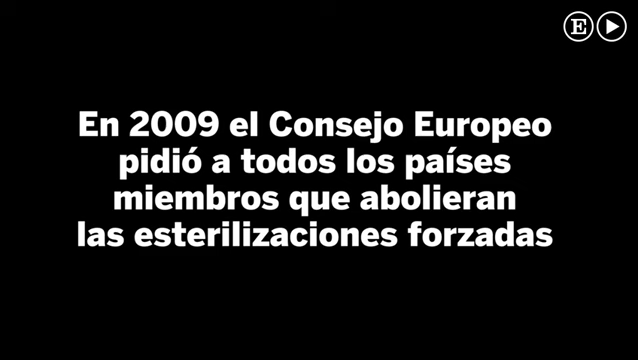 E
En 2009 el Consejo Europeo
pidió a todos los países
miembros que abolieran
las esterilizaciones forzadas